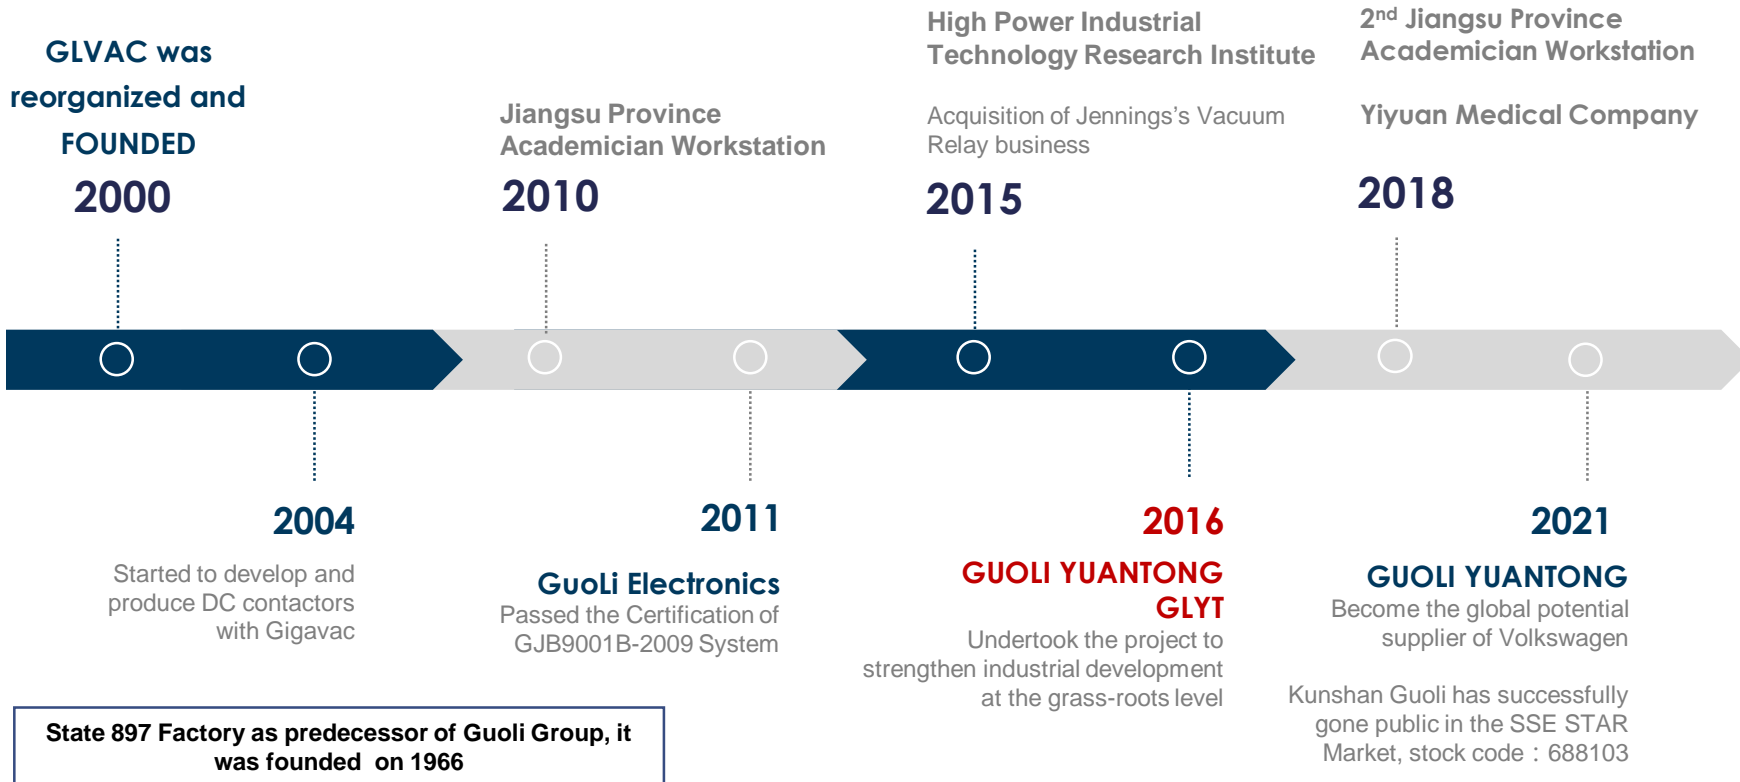 GLVAC was
reorganized and
FOUNDED
2000
Jiangsu Province
Academician Workstation
2010
High Power Industrial
Technology Research Institute
Acquisition of Jennings's Vacuum
Relay business
2015
2nd Jiangsu Province
Academician Workstation
Yiyuan Medical Company
2018
2004
Started to develop and
produce DC contactors
with Gigavac
2011
GuoLi Electronics
Passed the Certification of
GJB9001B-2009 System
2016
GUOLI YUANTONG
GLYT
Undertook the project to
strengthen industrial development
at the grass-roots level
2021
GUOLI YUANTONG
Become the global potential
supplier of Volkswagen
Kunshan Guoli has successfully
gone public in the SSE STAR
Market, stock code：688103
State 897 Factory as predecessor of Guoli Group, it
was founded on 1966